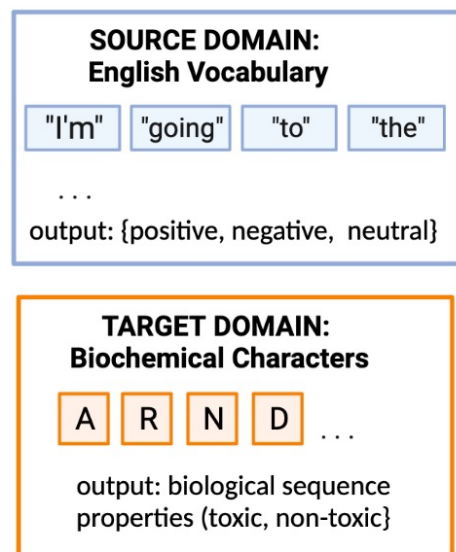 SOURCE DOMAIN:
English Vocabulary
"I'm" "going" "to" "the"
...
output: {positive, negative, neutral}
TARGET DOMAIN:
Biochemical Characters
A R N D ...
output: biological sequence
properties (toxic, non-toxic}